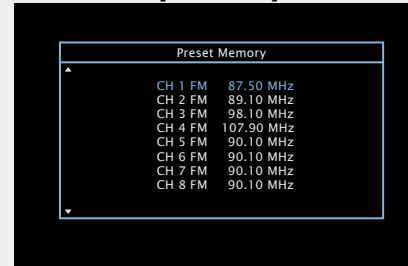 Preset Memory
CH 1 FM 87.50 MHz
CH 2 FM 89.10 MHz
CH 3 FM 98.10 MHz
CH 4 FM 107.90 MHz
CH 5 FM 90.10 MHz
CH 6 FM 90.10 MHz
CH 7 FM 90.10 MHz
CH 8 FM 90.10 MHz